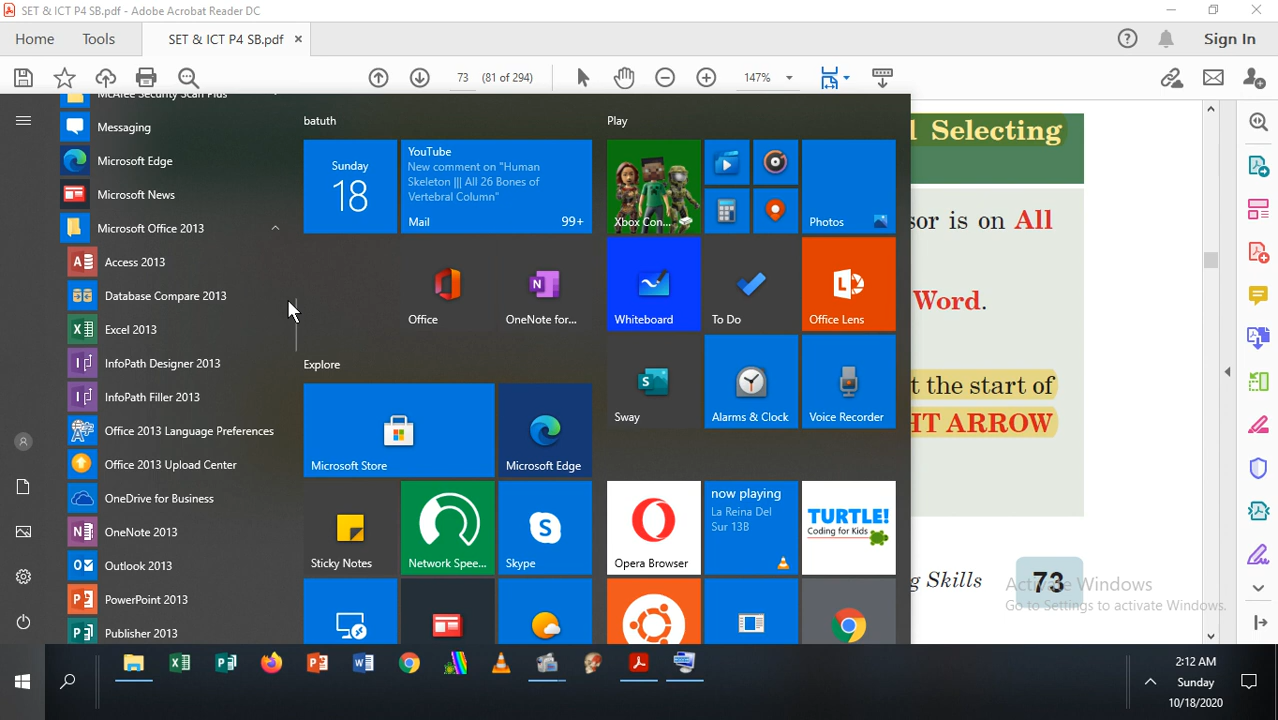 SET & ICT P4 SB.pdf - Adobe Acrobat Reader DC
Home
Tools
SET & ICT P4 SB.pdf
Sign In
73
(81 of 294)
147%
McAfee Security Scan Plus
Messaging
Microsoft Edge
Microsoft News
Microsoft Office 2013
Access 2013
Database Compare 2013
Excel 2013
InfoPath Designer 2013
InfoPath Filler 2013
Office 2013 Language Preferences
Office 2013 Upload Center
OneDrive for Business
OneNote 2013
Outlook 2013
PowerPoint 2013
Publisher 2013
batuth
Sunday
18
YouTube
New comment on "Human
Skeleton ||| All 26 Bones of
Vertebral Column"
Mail
99+
Office
OneNote for...
Explore
Microsoft Store
Microsoft Edge
Sticky Notes
Network Spee...
Skype
Play
Xbox Con...
Photos
Whiteboard
To Do
Office Lens
Sway
Alarms & Clock
Voice Recorder
Opera Browser
now playing
La Reina Del
Sur 13B
TURTLE!
Coding for Kids
Selecting
sor is on All
Word.
t the start of
HT ARROW
g Skills
73
Activate Windows
Go to Settings to activate Windows.
2:12 AM
Sunday
10/18/2020